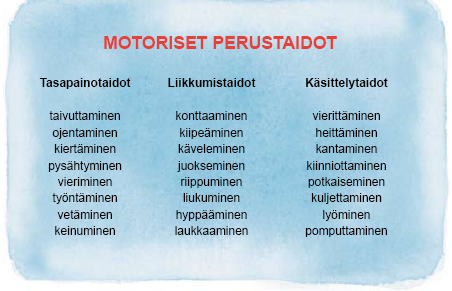 MOTORISET PERUSTAIDOT
Tasapainotaidot Liikkumistaidot Käsittelytaidot
taivuttaminen konttaaminen vierittäminen
ojentaminen kiipeäminen heittäminen
kiertäminen käveleminen kantaminen
pysähtyminen juokseminen kiinniottaminen
vieriminen riippuminen potkaiseminen
työntäminen liukuminen kuljettaminen
vetäminen hyppääminen lyöminen
keinuminen laukkaaminen pomputtaminen